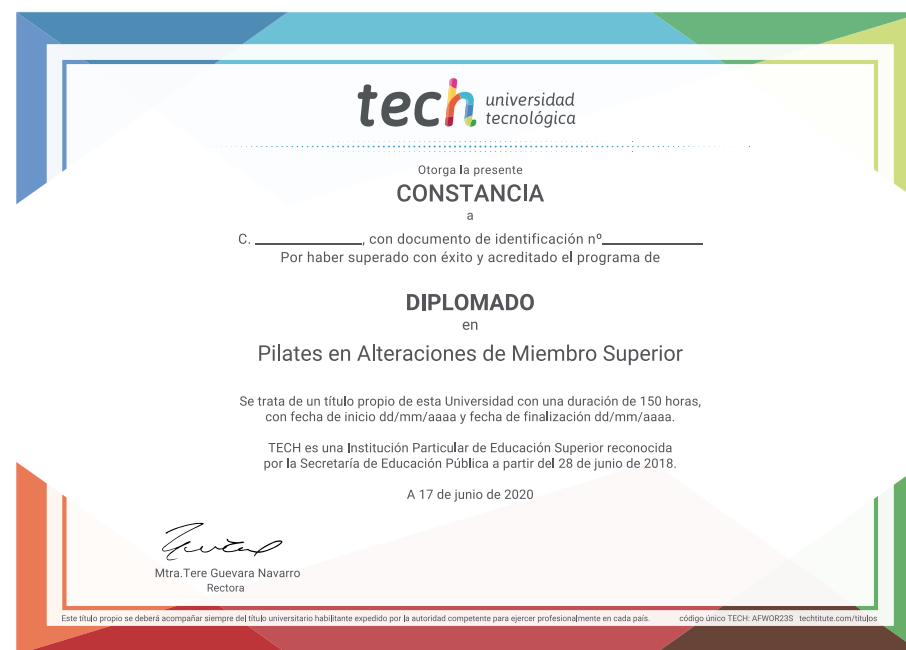 tech universidad
tecnológica
Otorga la presente
CONSTANCIA
a
C. ______________, con documento de identificación nº_____________
Por haber superado con éxito y acreditado el programa de
DIPLOMADO
en
Pilates en Alteraciones de Miembro Superior
Se trata de un título propio de esta Universidad con una duración de 150 horas,
con fecha de inicio dd/mm/aaaa y fecha de finalización dd/mm/aaaa.
TECH es una Institución Particular de Educación Superior reconocida
por la Secretaría de Educación Pública a partir del 28 de junio de 2018.
A 17 de junio de 2020
Mtra.Tere Guevara Navarro
Rectora
Este título propio se deberá acompañar siempre del título universitario habilitante expedido por la autoridad competente para ejercer profesionalmente en cada país. código único TECH: AFWOR23S techtitute.com/titulos